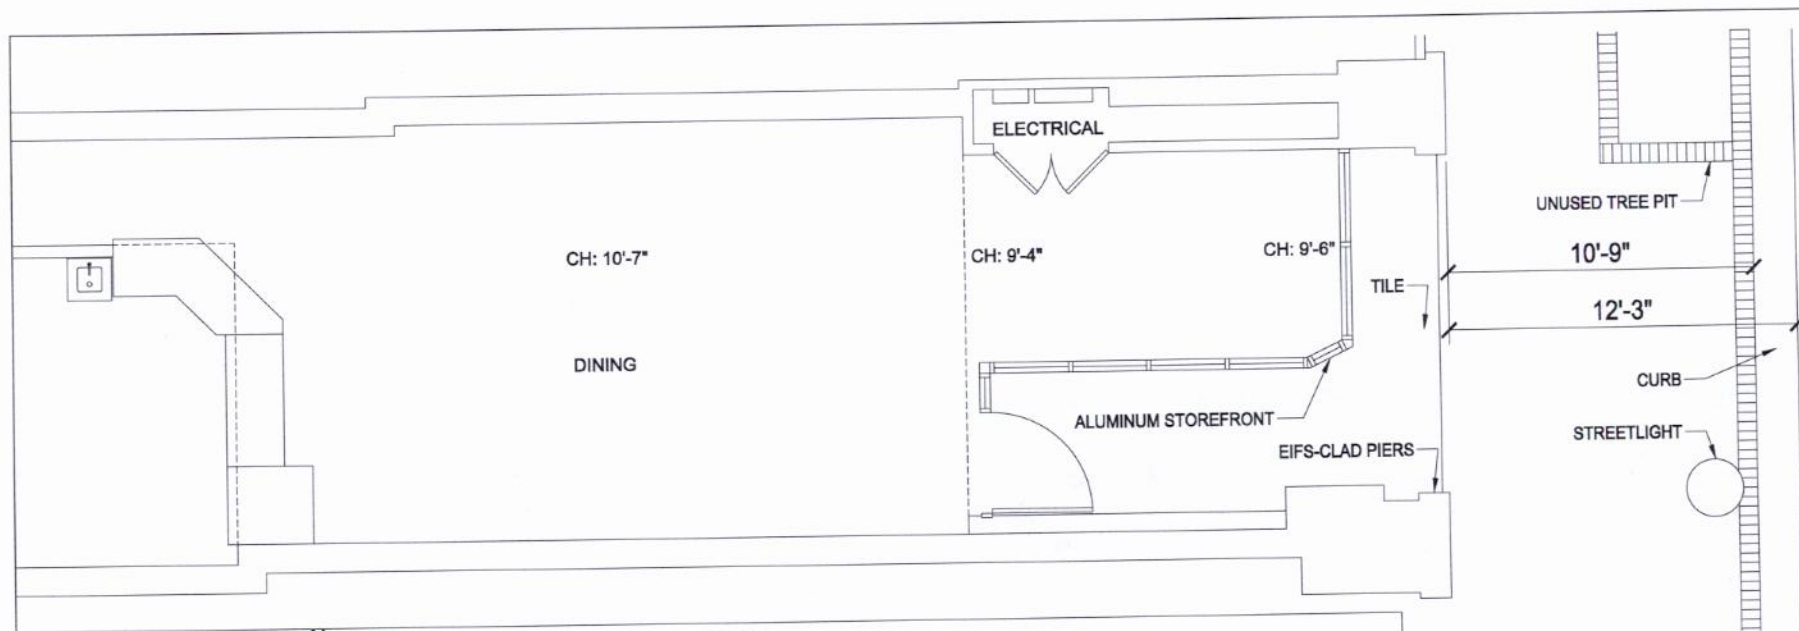 ELECTRICAL
UNUSED TREE PIT
CH: 10'-7"
CH: 9'-4"
CH: 9'-6"
10'-9"
TILE
12'-3"
DINING
CURB
ALUMINUM STOREFRONT
STREETLIGHT
EIFS-CLAD PIERS